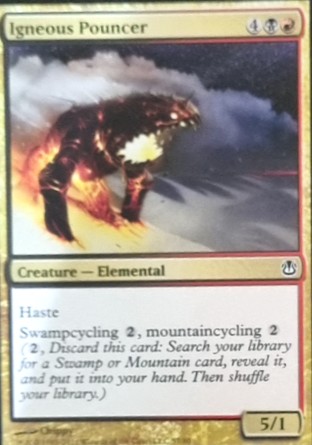 Igneous Pouncer 4
Creature — Elemental
Haste
Swampcycling 2, mountaincycling 2
(2, Discard this card: Search your library
for a Swamp or Mountain card, reveal it,
and put it into your hand. Then shuffle
your library.)
5/1